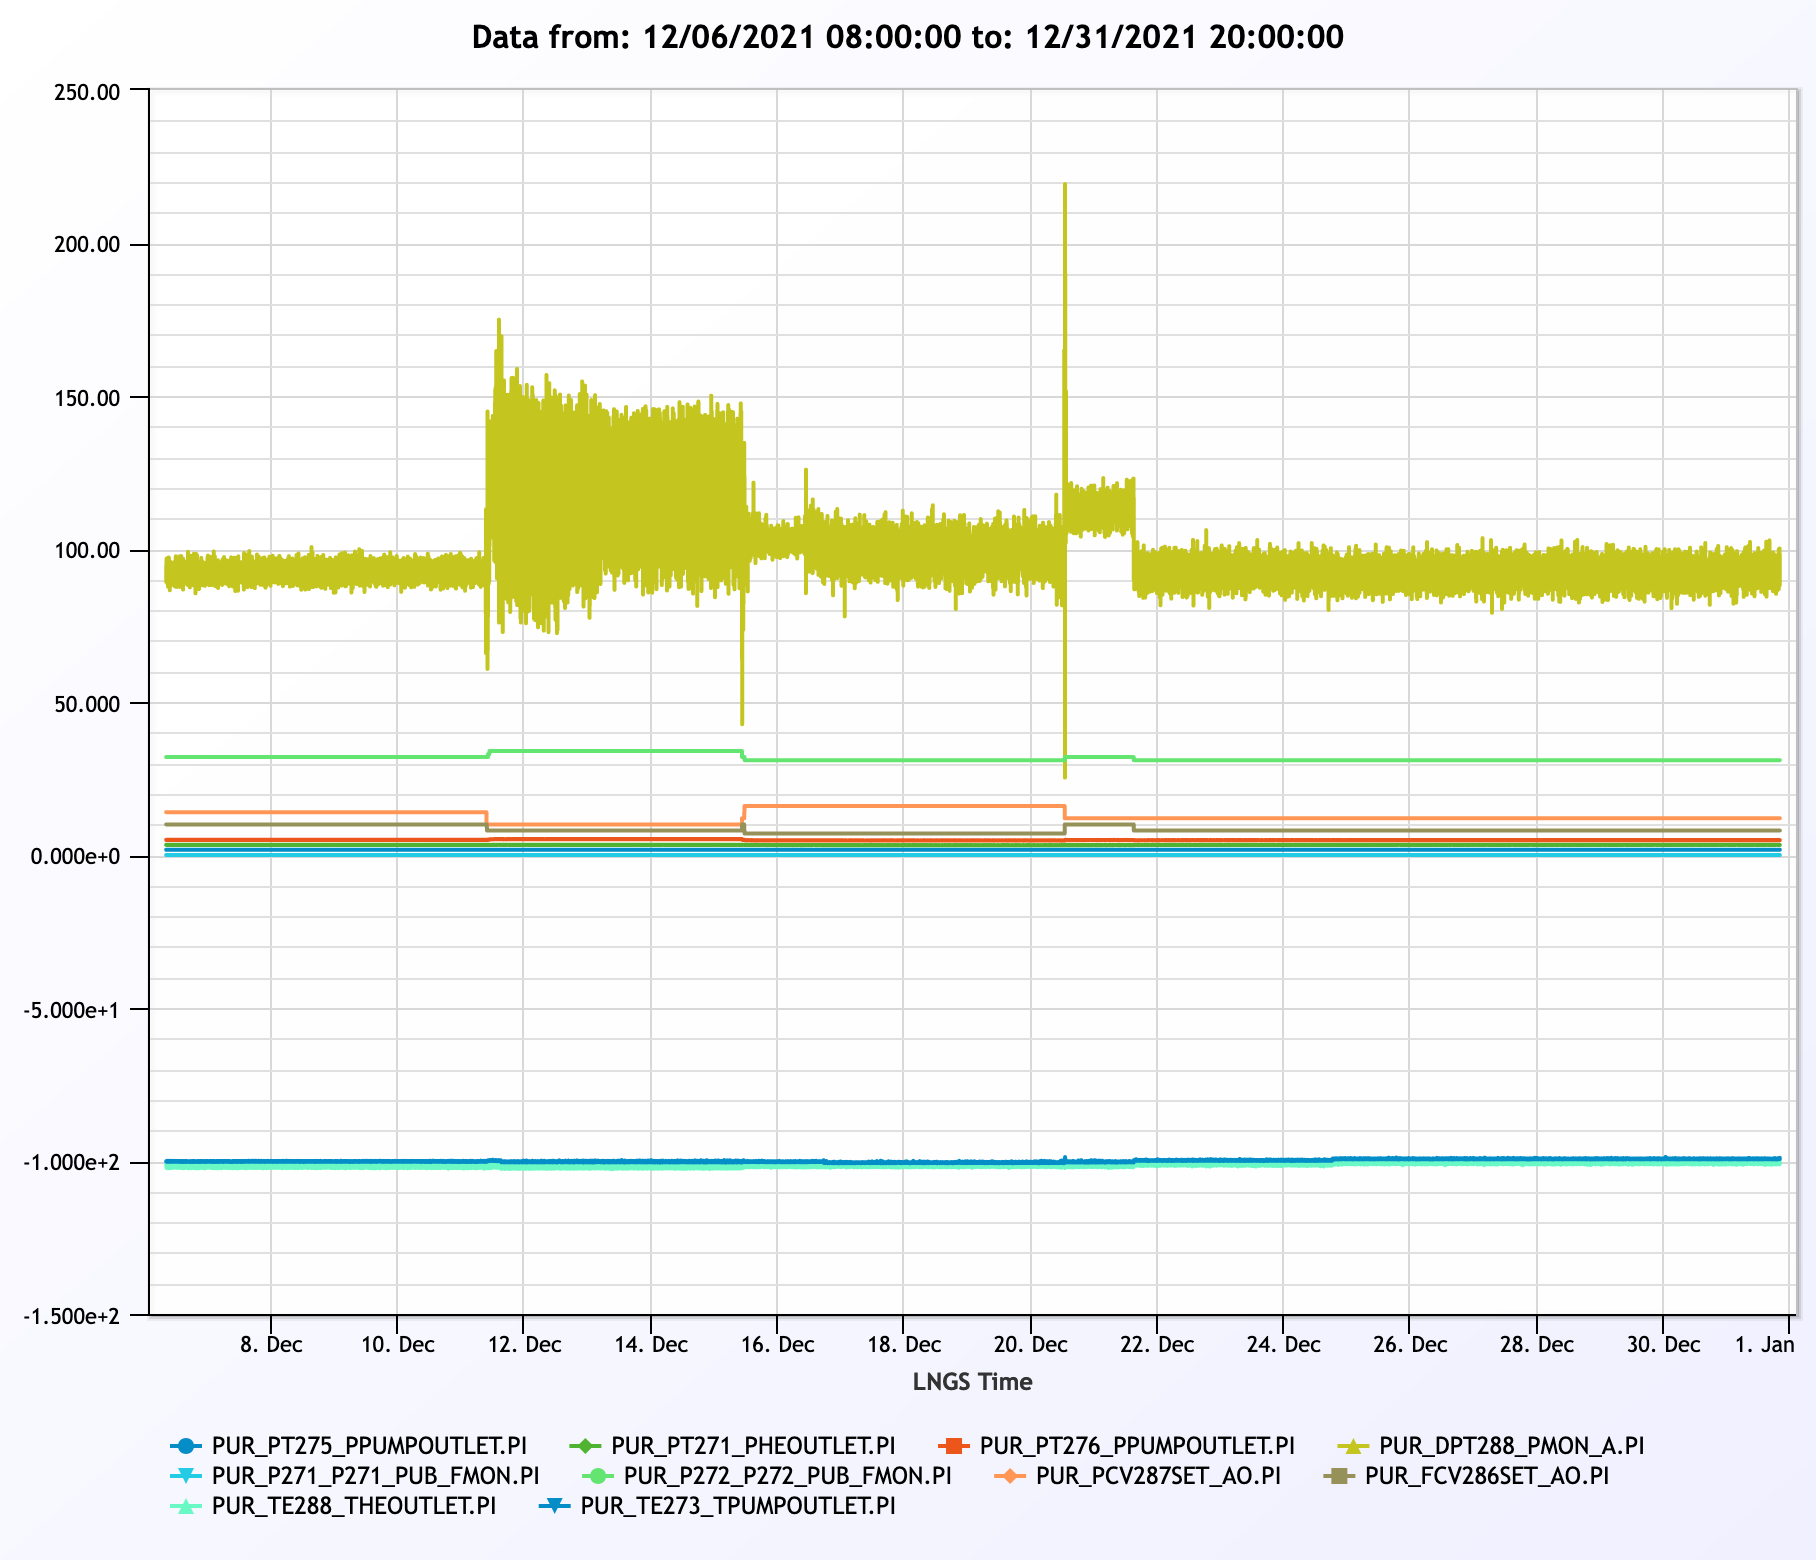 Data from: 12/06/2021 08:00:00 to: 12/31/2021 20:00:00
250.00
200.00
150.00
100.00
50.000
0.000e+0
-5.000e+1
-1.000e+2
-1.500e+2
8. Dec 10. Dec 12. Dec 14. Dec 16. Dec 18. Dec 20. Dec 22. Dec 24. Dec 26. Dec 28. Dec 30. Dec 1. Jan
LNGS Time
PUR_PT275_PPUMPOUTLET.PI PUR_PT271_PHEOUTLET.PI PUR_PT276_PPUMPOUTLET.PI PUR_DPT288_PMON_A.PI
PUR_P271_P271_PUB_FMON.PI PUR_P272_P272_PUB_FMON.PI PUR_PCV287SET_AO.PI PUR_FCV286SET_AO.PI
PUR_TE288_THEOUTLET.PI PUR_TE273_TPUMPOUTLET.PI